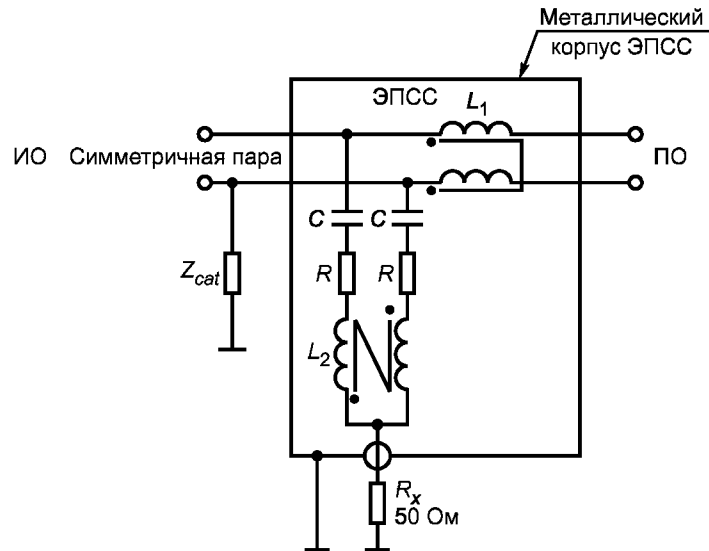 Металлический
корпус ЭПСС
ЭПСС
L1
ИО Симметричная пара
ПО
C
C
Zcat
R
R
L2
Rx
50 Ом